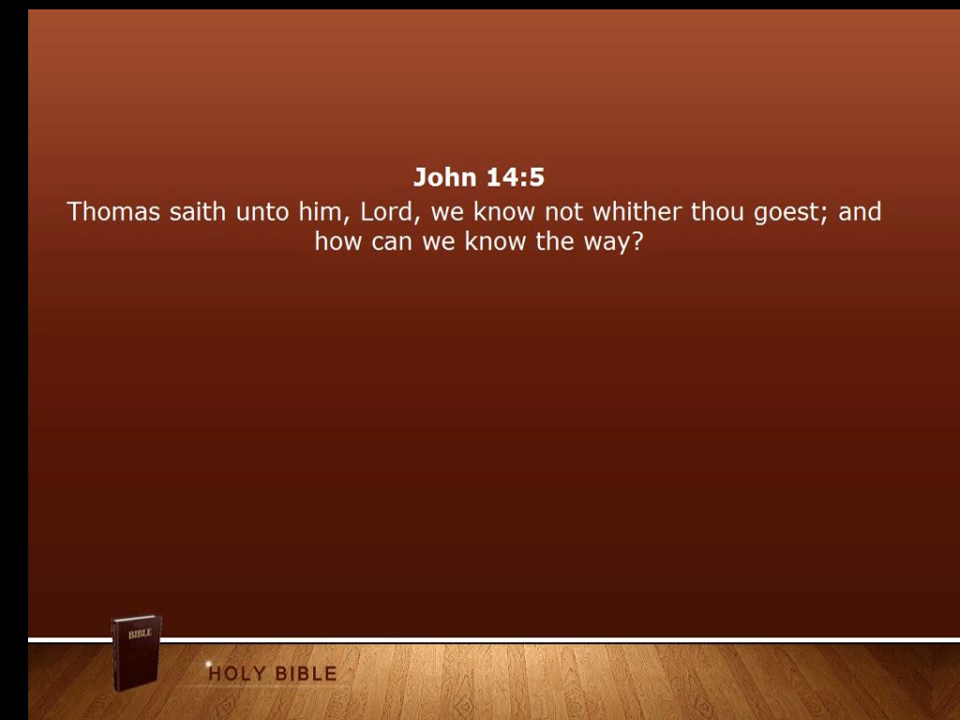 John 14:5
Thomas saith unto him, Lord, we know not whither thou goest; and
how can we know the way?
BIBLE
HOLY BIBLE